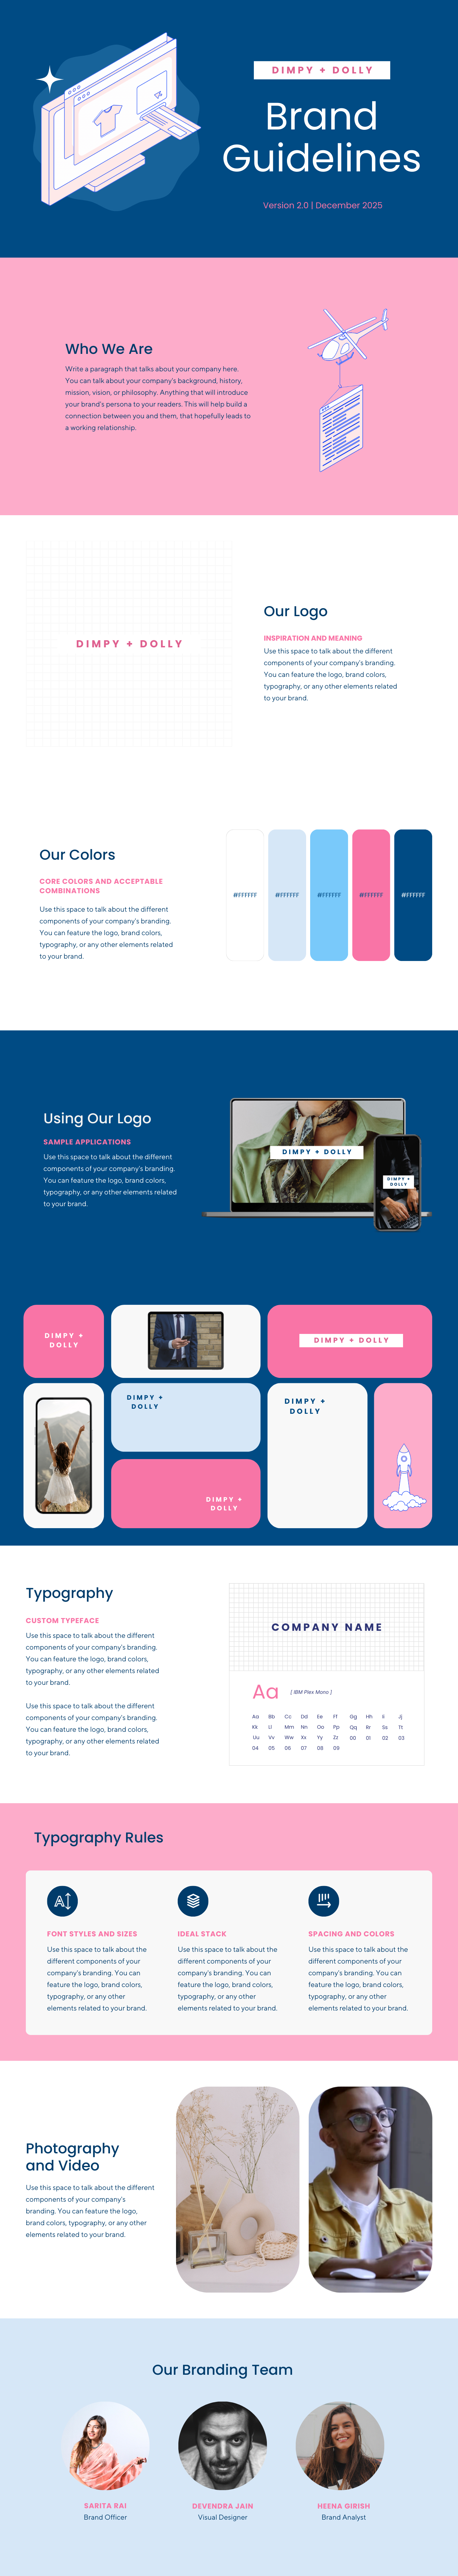 DIMPY + DOLLY
Brand
Guidelines
Version 2.0 | December 2025
Who We Are
Write a paragraph that talks about your company here.
You can talk about your company's background, history,
mission, vision, or philosophy. Anything that will introduce
your brand's persona to your readers. This will help build a
connection between you and them, that hopefully leads to
a working relationship.
DIMPY + DOLLY
Our Logo
INSPIRATION AND MEANING
Use this space to talk about the different
components of your company's branding.
You can feature the logo, brand colors,
typography, or any other elements related
to your brand.
Our Colors
CORE COLORS AND ACCEPTABLE
COMBINATIONS
Use this space to talk about the different
components of your company's branding.
You can feature the logo, brand colors,
typography, or any other elements related
to your brand.
#FFFFFF #FFFFFF #FFFFFF #FFFFFF #FFFFFF
Using Our Logo
SAMPLE APPLICATIONS
Use this space to talk about the different
components of your company's branding.
You can feature the logo, brand colors,
typography, or any other elements related
to your brand.
DIMPY + DOLLY
DIMPY +
DOLLY
DIMPY +
DOLLY
DIMPY + DOLLY
DIMPY +
DOLLY
DIMPY +
DOLLY
DIMPY +
DOLLY
Typography
CUSTOM TYPEFACE
Use this space to talk about the different
components of your company's branding.
You can feature the logo, brand colors,
typography, or any other elements related
to your brand.
Use this space to talk about the different
components of your company's branding.
You can feature the logo, brand colors,
typography, or any other elements related
to your brand.
COMPANY NAME
Aa [ IBM Plex Mono ]
Aa Bb Cc Dd Ee Ff Gg Hh Ii Jj
Kk Ll Mm Nn Oo Pp Qq Rr Ss Tt
Uu Vv Ww Xx Yy Zz 00 01 02 03
04 05 06 07 08 09
Typography Rules
FONT STYLES AND SIZES
Use this space to talk about the
different components of your
company's branding. You can
feature the logo, brand colors,
typography, or any other
elements related to your brand.
IDEAL STACK
Use this space to talk about the
different components of your
company's branding. You can
feature the logo, brand colors,
typography, or any other
elements related to your brand.
SPACING AND COLORS
Use this space to talk about the
different components of your
company's branding. You can
feature the logo, brand colors,
typography, or any other
elements related to your brand.
Photography
and Video
Use this space to talk about the different
components of your company's
branding. You can feature the logo,
brand colors, typography, or any other
elements related to your brand.
Our Branding Team
SARITA RAI
Brand Officer
DEVENDRA JAIN
Visual Designer
HEENA GIRISH
Brand Analyst